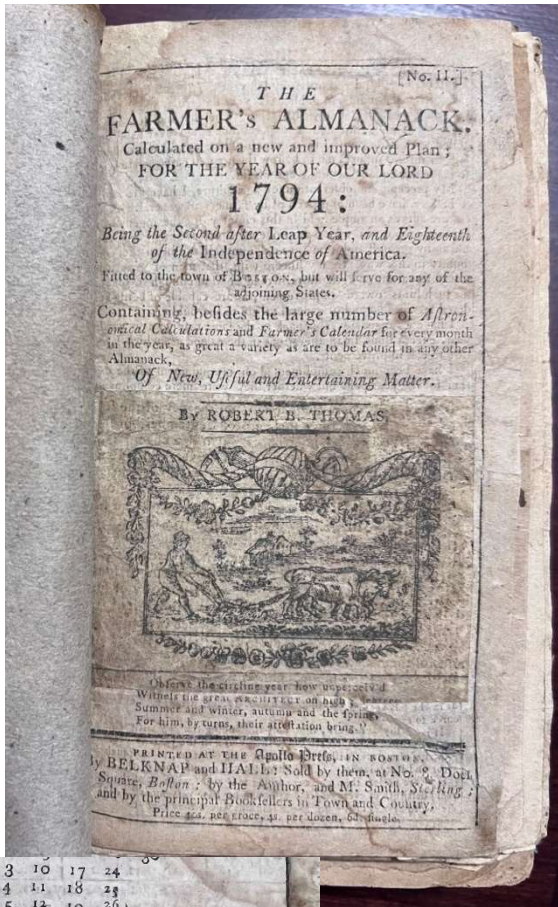 [No. II.]
THE
FARMER's ALMANACK.
Calculated on a new and improved Plan;
FOR THE YEAR OF OUR LORD
1794:
Being the Second after Leap Year, and Eighteenth
of the Independence of America.
Fitted to the town of BOSTON, but will serve for any of the
adjoining States.
Containing, besides the large number of Astron-
omical Calculations and Farmer's Calendar for every month
in the year, as great a variety as are to be found in any other
Almanack,
Of New, Useful and Entertaining Matter.
By ROBERT B. THOMAS
Observe the circling year how unperceiv'd
Witness the great ARCHITECT on high
Summer and winter, autumn and the spring,
For him, by turns, their attestation bring."
PRINTED AT THE Apollo Press, IN BOSTON,
By BELKNAP and HALL: Sold by them, at No. 8, Dock
Square, Boston; by the Author, and M. Smith, Sterling;
and by the principal Booksellers in Town and Country.
Price per groce, 4s. per dozen, 6d. single.
3 10 17 24
4 11 18 25
5 12 19 26